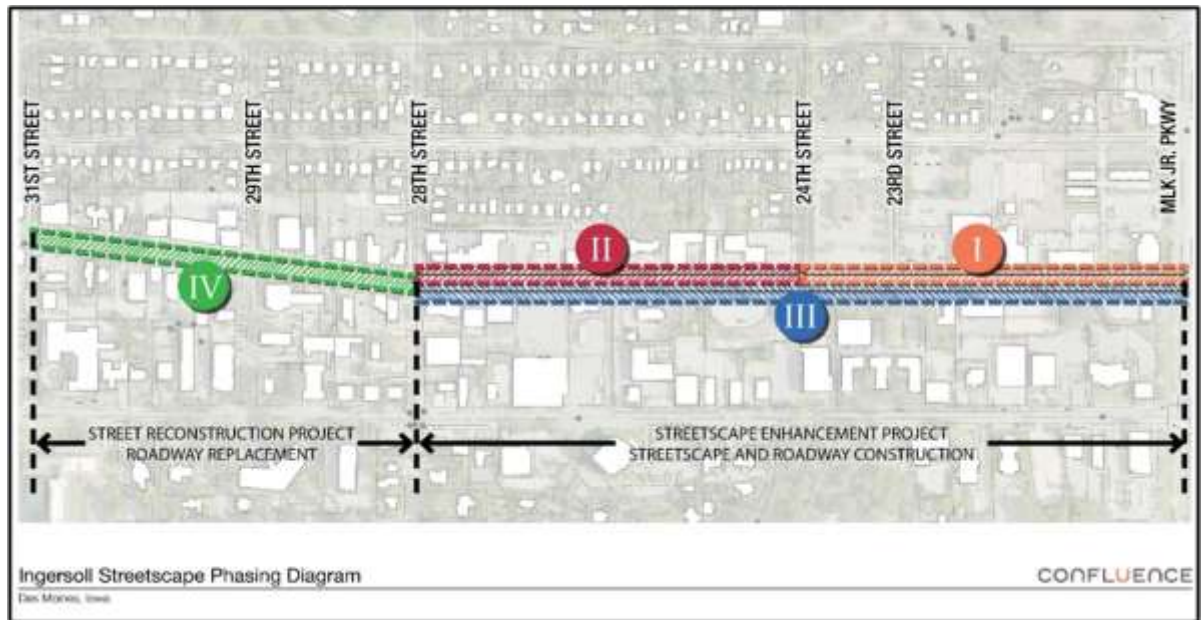 31ST STREET
29TH STREET
28TH STREET
24TH STREET
23RD STREET
MLK JR. PKWY
II
I
IV
III
STREET RECONSTRUCTION PROJECT
ROADWAY REPLACEMENT
STREETSCAPE ENHANCEMENT PROJECT
STREETSCAPE AND ROADWAY CONSTRUCTION
Ingersoll Streetscape Phasing Diagram
CONFLUENCE
Des Moines, Iowa